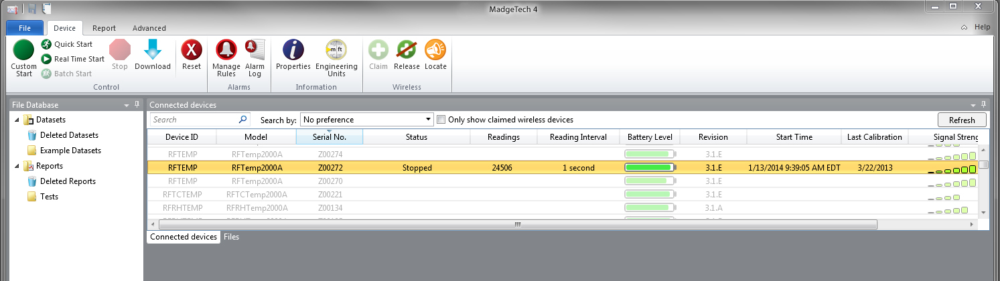 MadgeTech 4
File Device Report Advanced Help
Custom Start
Quick Start
Real Time Start
Batch Start
Stop
Download
Reset
Manage Rules
Alarm Log
Properties
m ft
Engineering Units
Claim
Release
Locate
Control Alarms Information Wireless
File Database
Datasets
Deleted Datasets
Example Datasets
Reports
Deleted Reports
Tests
Connected devices
Search Search by: No preference Only show claimed wireless devices Refresh
Device ID Model Serial No. Status Readings Reading Interval Battery Level Revision Start Time Last Calibration Signal Streng
RFTEMP RFTemp2000A Z00274 3.1.E
RFTEMP RFTemp2000A Z00272 Stopped 24506 1 second 3.1.E 1/13/2014 9:39:05 AM EDT 3/22/2013
RFTEMP RFTemp2000A Z00270 3.1.E
RFTCTEMP RFTCTemp2000A Z00221 3.1.E
RFRHTEMP RFRHTemp2000A Z00134 3.1.A
Connected devices Files